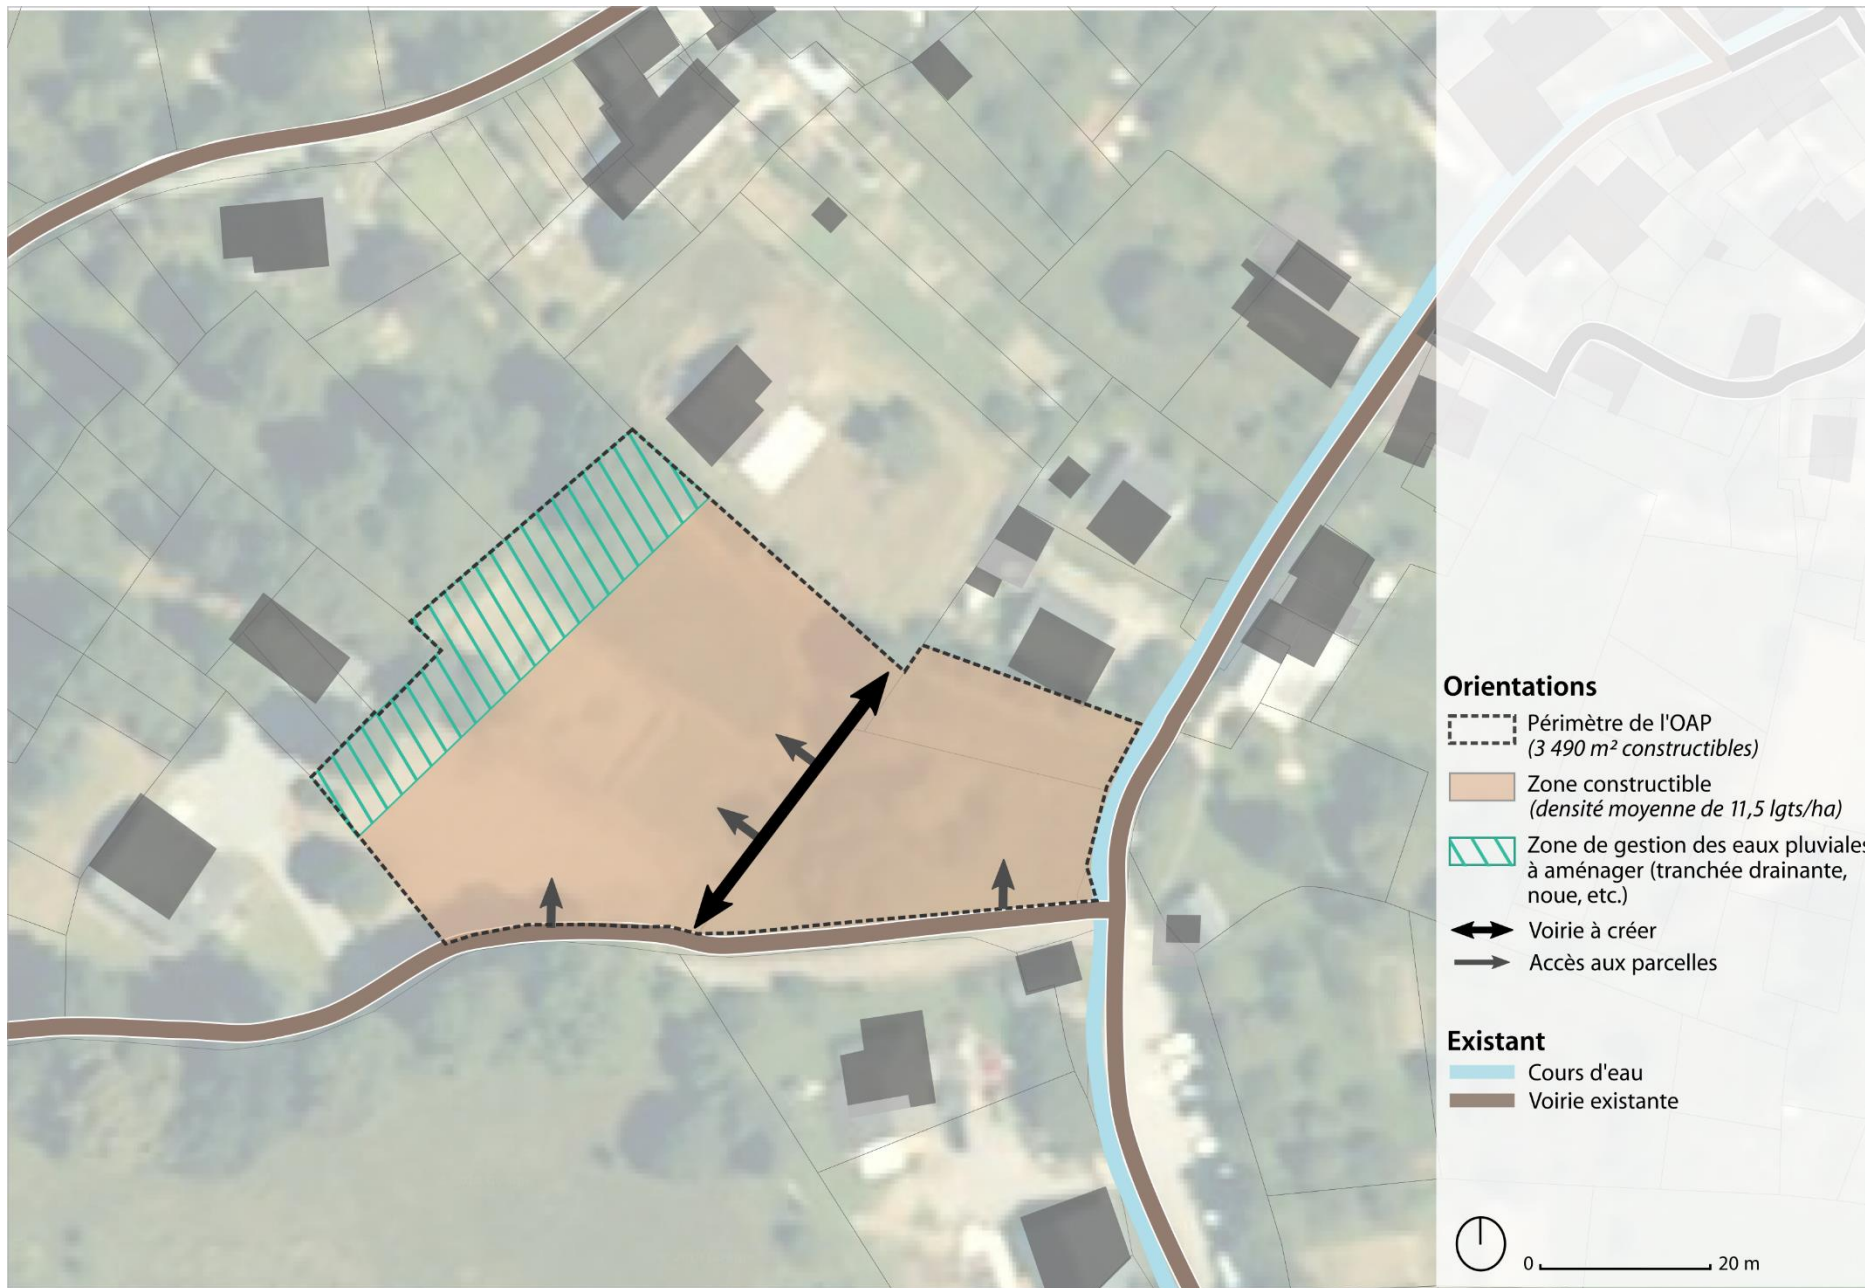 Orientations
Périmètre de l'OAP
(3 490 m² constructibles)
Zone constructible
(densité moyenne de 11,5 lgts/ha)
Zone de gestion des eaux pluviales
à aménager (tranchée drainante,
noue, etc.)
Voirie à créer
Accès aux parcelles
Existant
Cours d'eau
Voirie existante
0 20 m